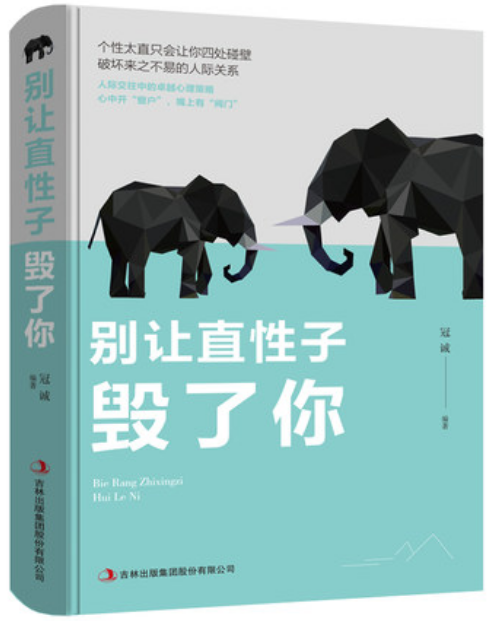 个性太直只会让你四处碰壁
破坏来之不易的人际关系
人际交往中的卓越心理策略
心中开“窗户”，嘴上有“阀门”
别让直性子
毁了你
Bie Rang Zhixingzi
Hui Le Ni
冠诚
编著
吉林出版集团股份有限公司
别让直性子
毁了你
冠诚
编著
吉林出版集团股份有限公司